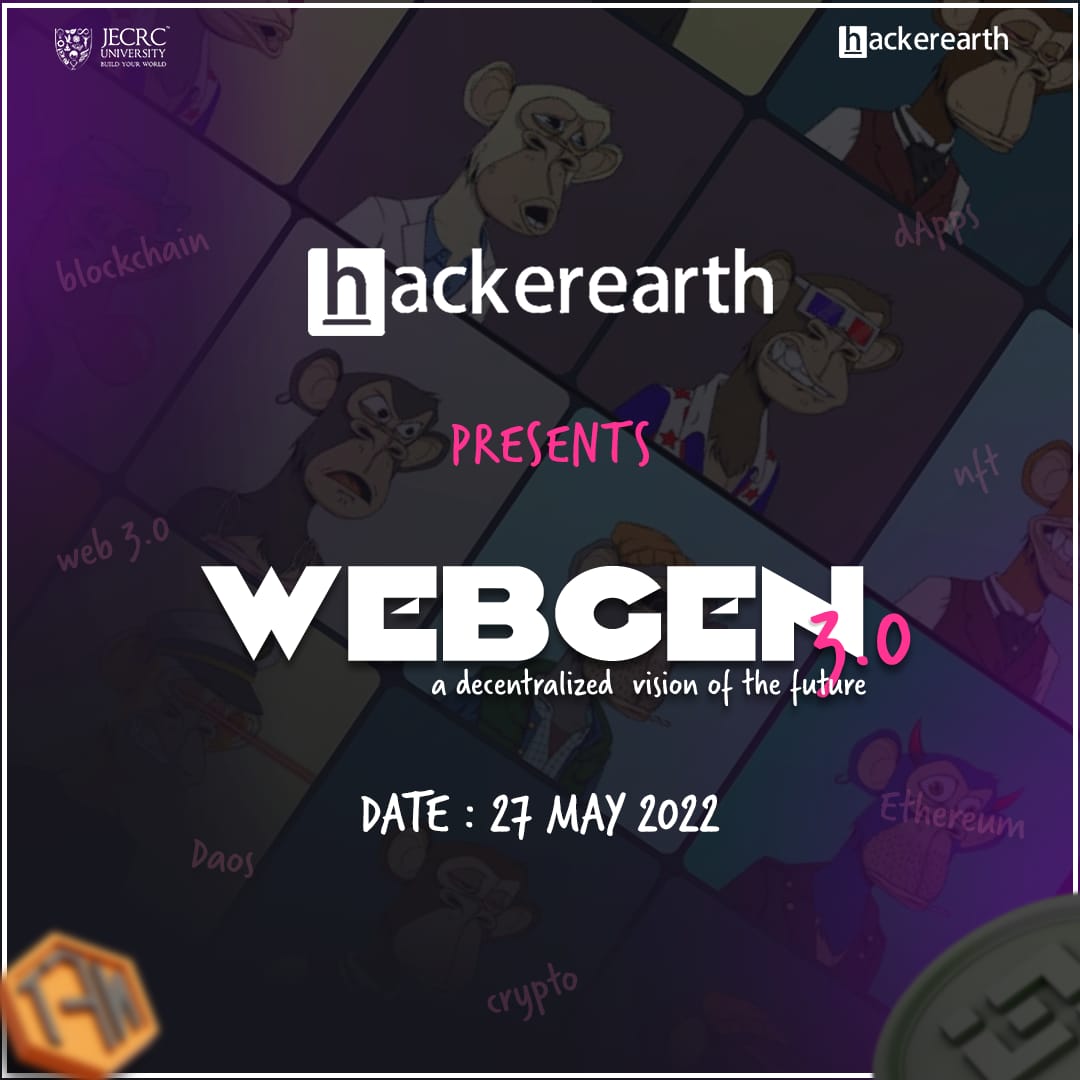 JECRC
UNIVERSITY
BUILD YOUR WORLD
hackerearth
dApps
blockchain
hackerearth
PRESENTS
nft
web 3.0
WEBGEN 3.0
a decentralized vision of the future
DATE : 27 MAY 2022
Ethereum
Daos
crypto